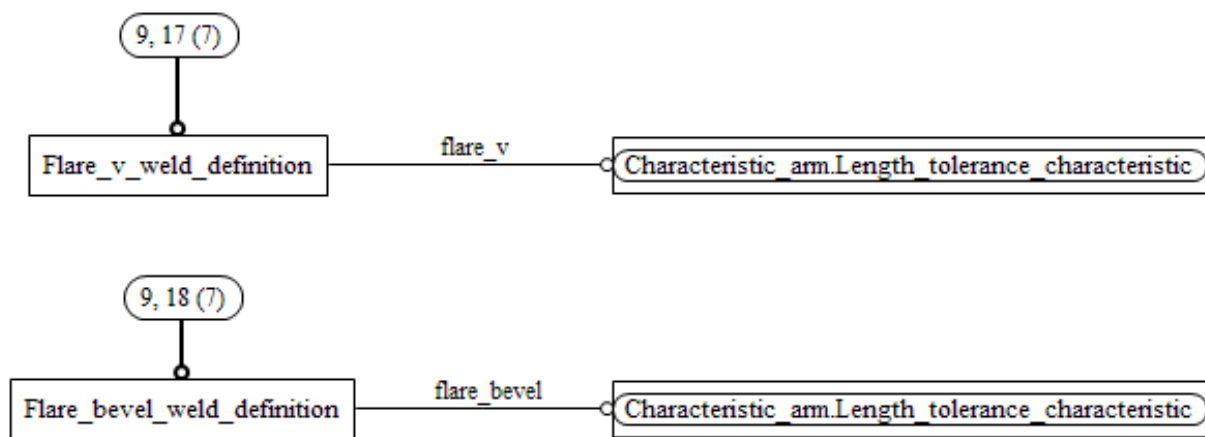 9, 17 (7)
Flare_v_weld_definition
flare_v
Characteristic_arm.Length_tolerance_characteristic
9, 18 (7)
Flare_bevel_weld_definition
flare_bevel
Characteristic_arm.Length_tolerance_characteristic